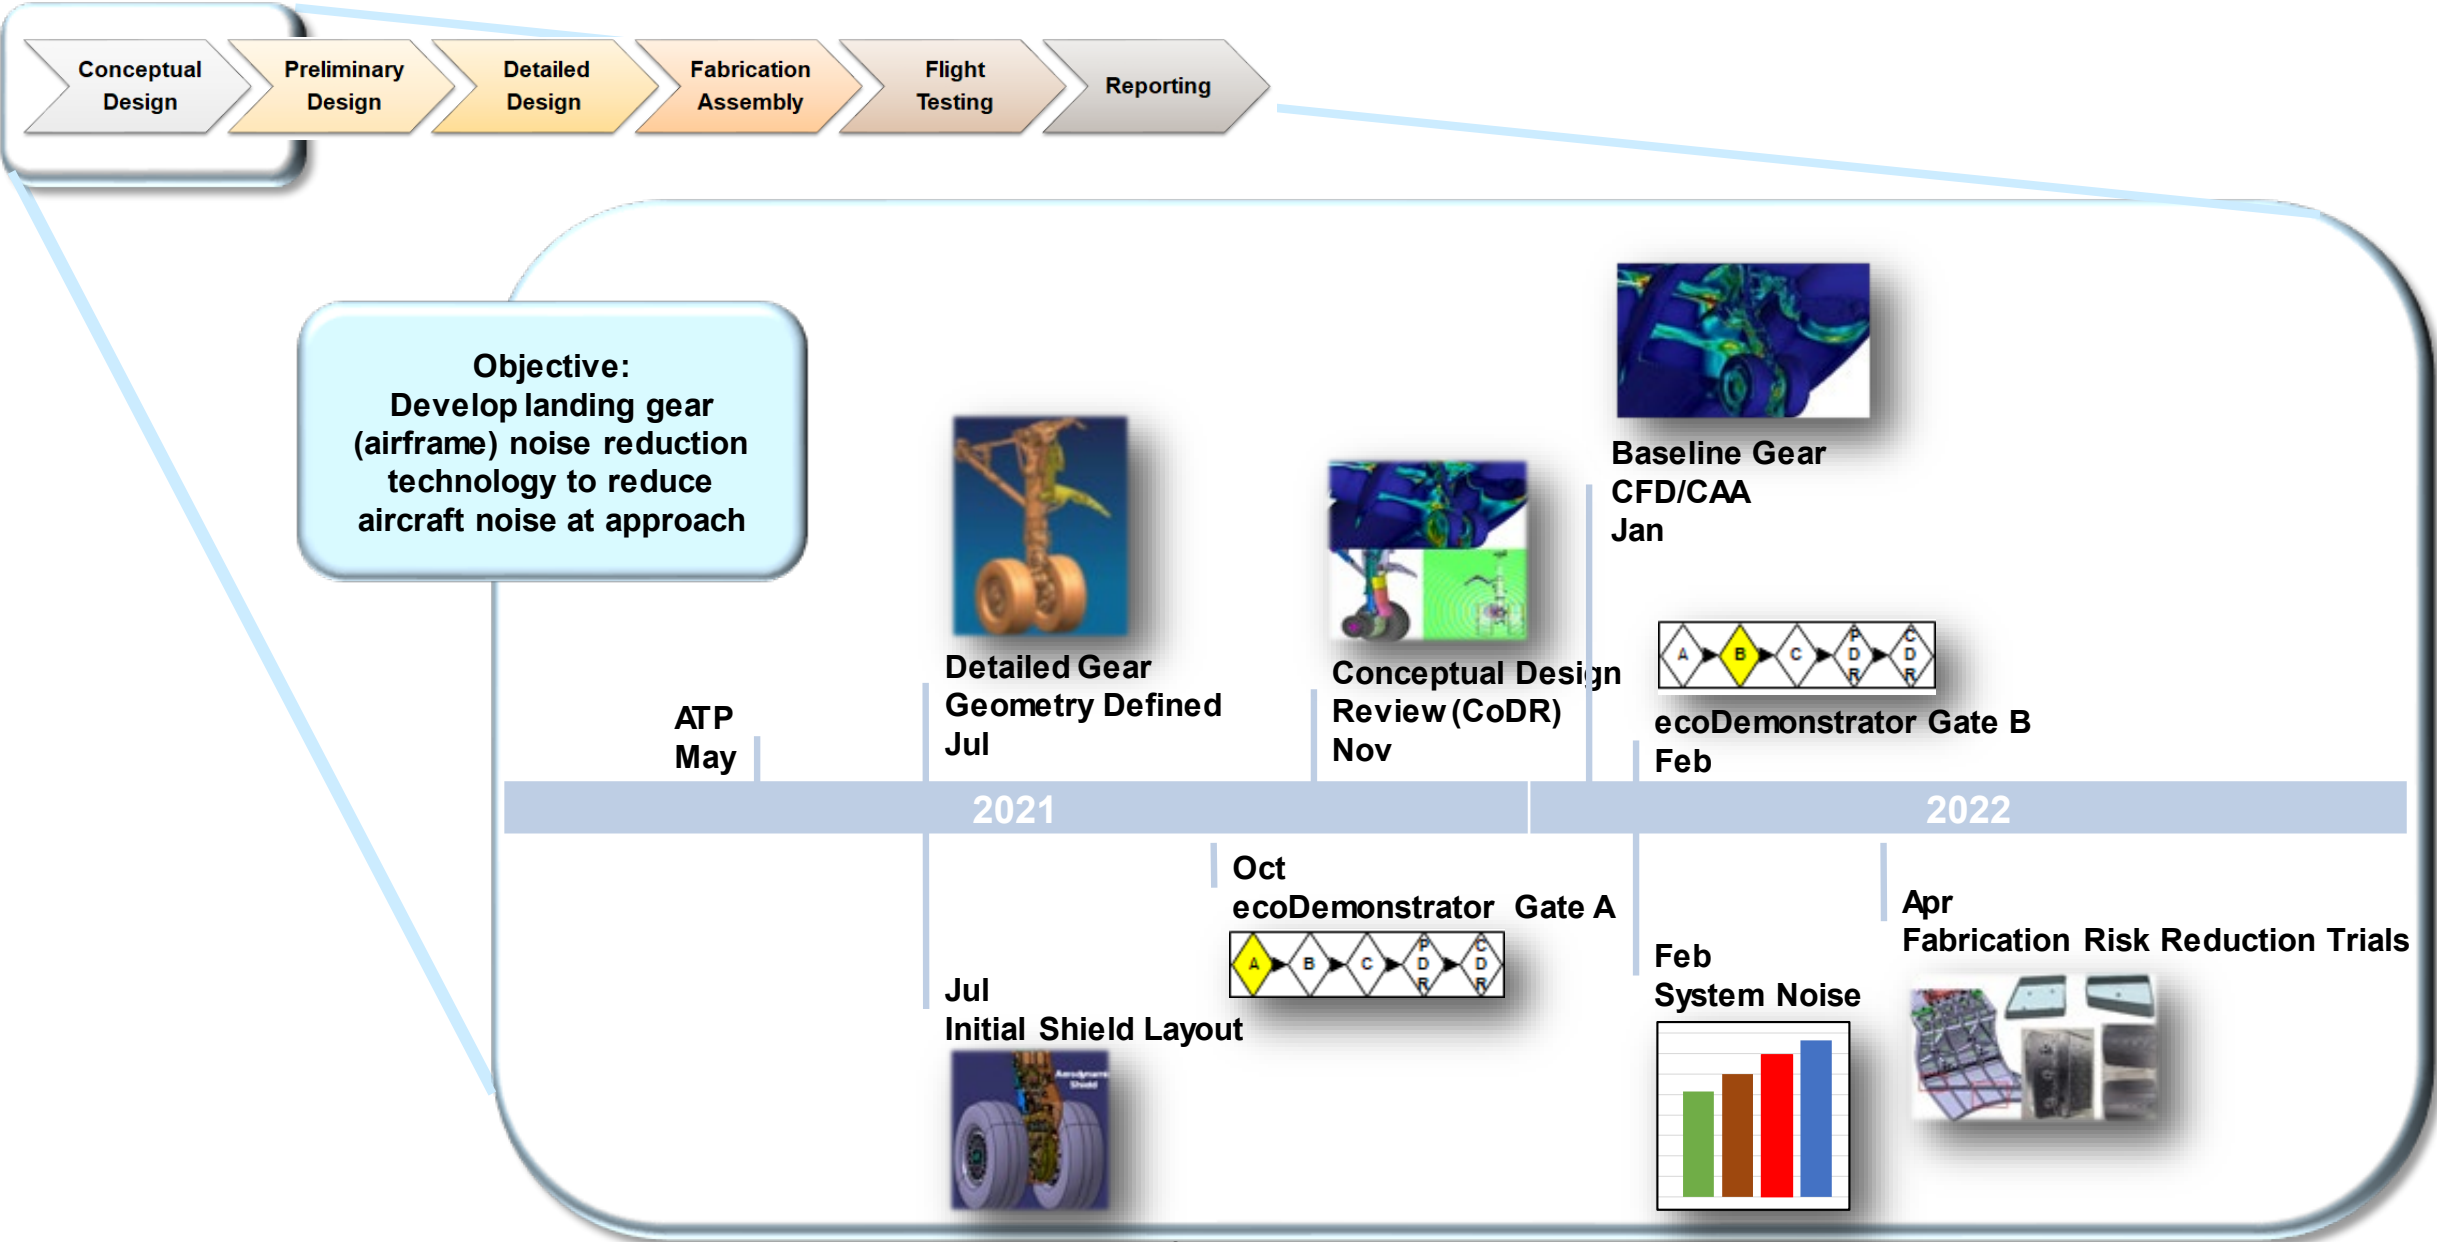 Conceptual
Design
Preliminary
Design
Detailed
Design
Fabrication
Assembly
Flight
Testing
Reporting
Objective:
Develop landing gear
(airframe) noise reduction
technology to reduce
aircraft noise at approach
ATP
May
Detailed Gear
Geometry Defined
Jul
Conceptual Design
Review (CoDR)
Nov
Baseline Gear
CFD/CAA
Jan
A B C PDR CDR
ecoDemonstrator Gate B
Feb
2021
2022
Jul
Initial Shield Layout
Aerodynamic
Shield
Oct
ecoDemonstrator Gate A
A B C PDR CDR
Feb
System Noise
Apr
Fabrication Risk Reduction Trials